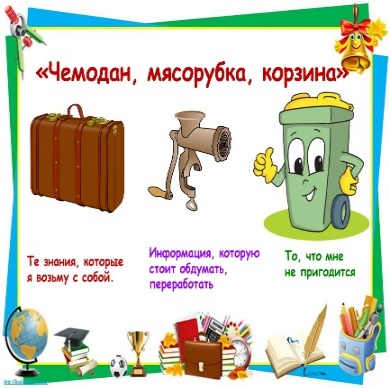 «Чемодан, мясорубка, корзина»
Те знания, которые
я возьму с собой.
Информация, которую
стоит обдумать,
переработать
То, что мне
не пригодится